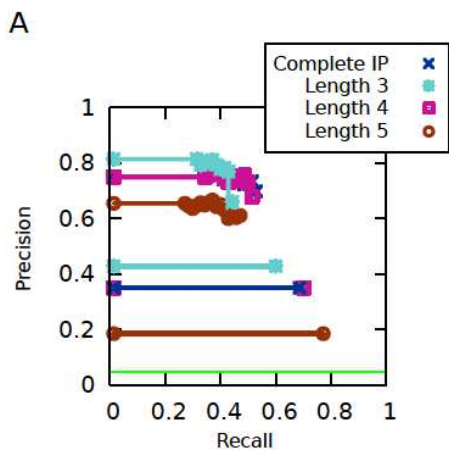 A
Complete IP
Length 3
Length 4
Length 5
1
0.8
0.6
0.4
0.2
0
Precision
0 0.2 0.4 0.6 0.8 1
Recall